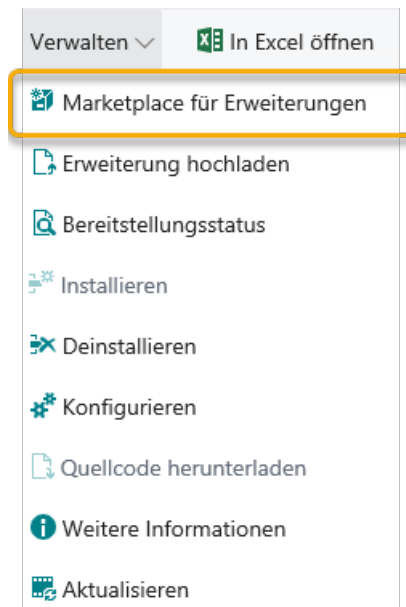 Verwalten In Excel öffnen
Marketplace für Erweiterungen
Erweiterung hochladen
Bereitstellungsstatus
Installieren
Deinstallieren
Konfigurieren
Quellcode herunterladen
Weitere Informationen
Aktualisieren